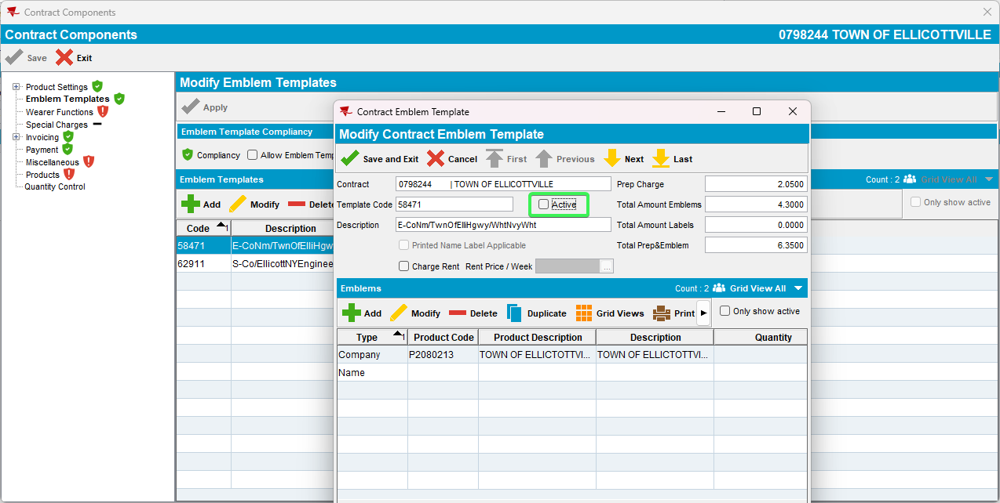 Contract Components
Contract Components 0798244 TOWN OF ELLICOTTVILLE
Save Exit
Product Settings
Emblem Templates
Wearer Functions
Special Charges
Invoicing
Payment
Miscellaneous
Products
Quantity Control
Modify Emblem Templates
Apply
Emblem Template Compliancy
Compliancy Allow Emblem Temp
Emblem Templates Count : 2 Grid View All
Add Modify Delete Only show active
Code 1 Description
58471 E-CoNm/TwnOfElliHgw
62911 S-Co/EllicottNYEnginee
Contract Emblem Template
Modify Contract Emblem Template
Save and Exit Cancel First Previous Next Last
Contract 0798244 TOWN OF ELLICOTTVILLE Prep Charge 2.0500
Template Code 58471 Active Total Amount Emblems 4.3000
Description E-CoNm/TwnOfElliHgwy/WhtNvyWht Total Amount Labels 0.0000
Printed Name Label Applicable Total Prep&Emblem 6.3500
Charge Rent Rent Price / Week ...
Emblems Count : 2 Grid View All
Add Modify Delete Duplicate Grid Views Print Only show active
Type 1 Product Code Product Description Description Quantity
Company P2080213 TOWN OF ELLICTOTTVI... TOWN OF ELLICTOTTVI...
Name